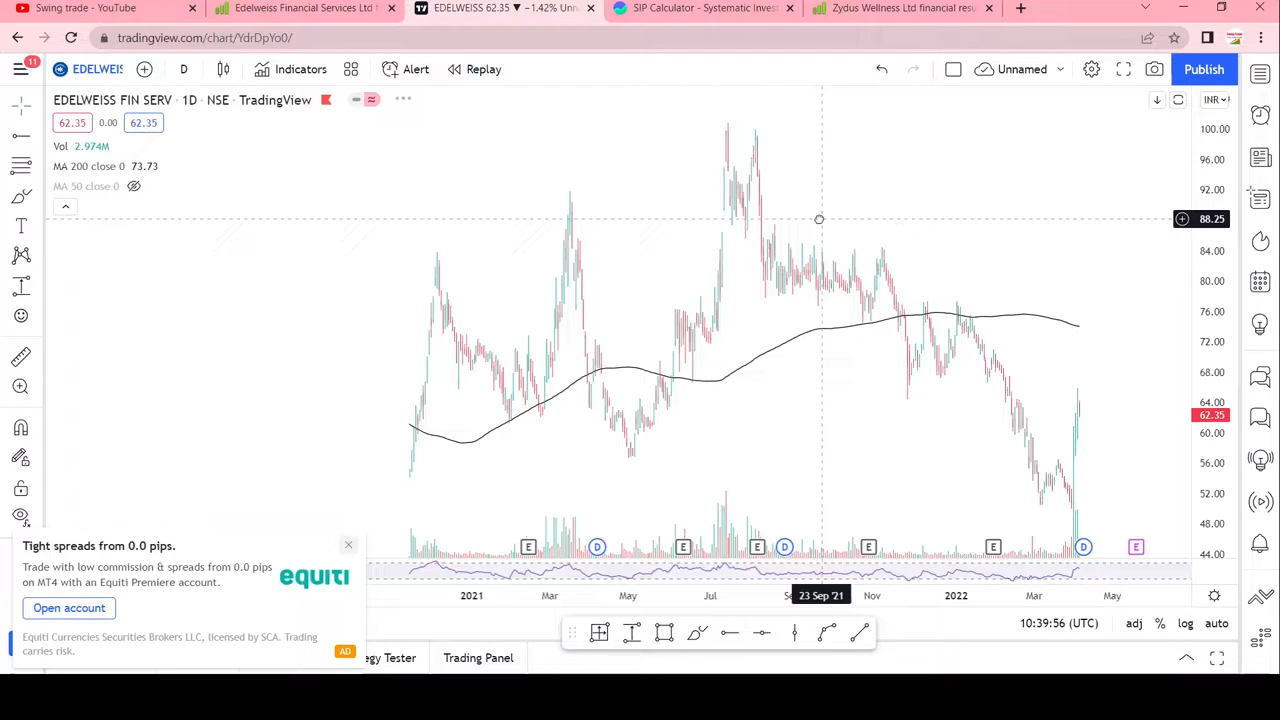 Swing trade - YouTube
Edelweiss Financial Services Ltd f
EDELWEISS 62.35 ▼ −1.42% Unn
SIP Calculator - Systematic Invest
Zydus Wellness Ltd financial resu
tradingview.com/chart/YdrDpYo0/
11
EDELWEIS
D
Indicators
Alert
Replay
Unnamed
Publish
EDELWEISS FIN SERV · 1D · NSE · TradingView
INR
62.35
0.00
62.35
Vol 2.974M
MA 200 close 0 73.73
MA 50 close 0
100.00
96.00
92.00
88.25
84.00
80.00
76.00
72.00
68.00
64.00
62.35
60.00
56.00
52.00
48.00
44.00
E D E E D E E D E
Tight spreads from 0.0 pips.
Trade with low commission & spreads from 0.0 pips
on MT4 with an Equiti Premiere account.
equiti
Open account
Equiti Currencies Securities Brokers LLC, licensed by SCA. Trading
carries risk.
AD
2021 Mar May Jul Se 23 Sep '21 Nov 2022 Mar May
10:39:56 (UTC)
adj % log auto
egy Tester
Trading Panel